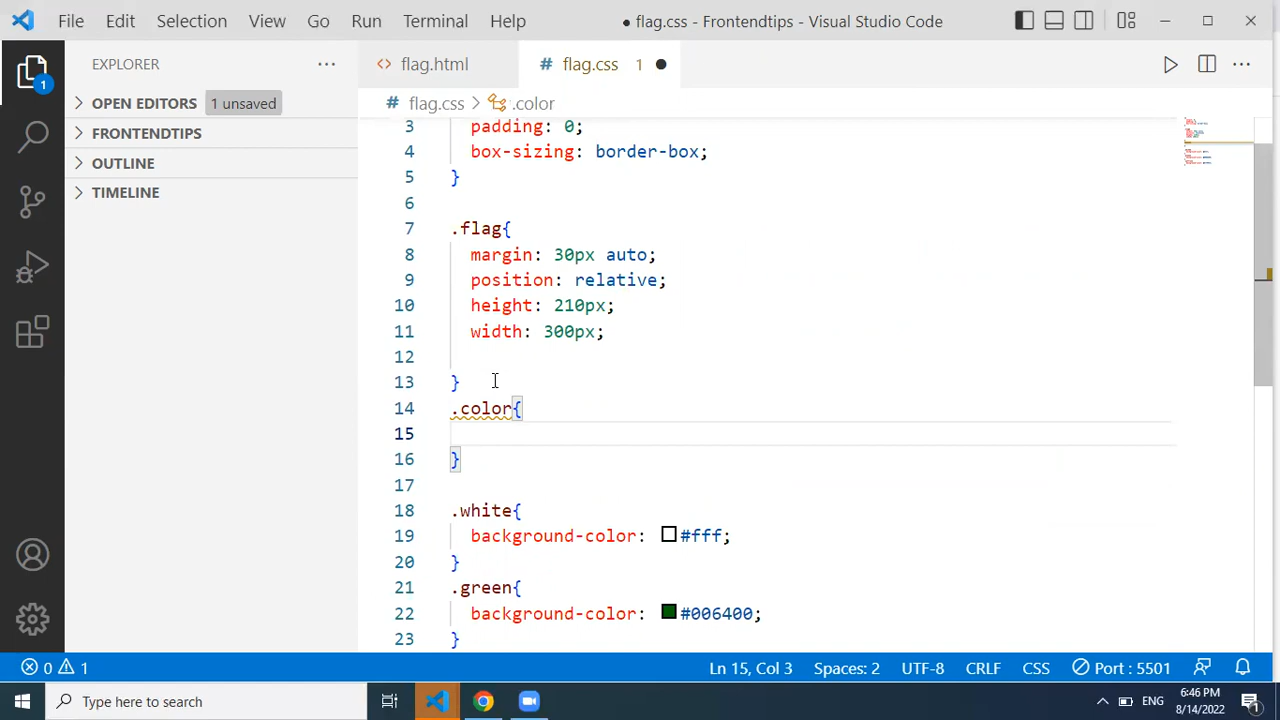 File Edit Selection View Go Run Terminal Help ● flag.css - Frontendtips - Visual Studio Code
EXPLORER ···
1
OPEN EDITORS 1 unsaved
FRONTENDTIPS
OUTLINE
TIMELINE
<> flag.html # flag.css 1 ●
# flag.css > .color
3 padding: 0;
4 box-sizing: border-box;
5 }
6
7 .flag{
8 margin: 30px auto;
9 position: relative;
10 height: 210px;
11 width: 300px;
12
13 }
14 .color{
15
16 }
17
18 .white{
19 background-color: #fff;
20 }
21 .green{
22 background-color: #006400;
23 }
0 1 Ln 15, Col 3 Spaces: 2 UTF-8 CRLF CSS Port : 5501
Type here to search ENG 6:46 PM
8/14/2022 1